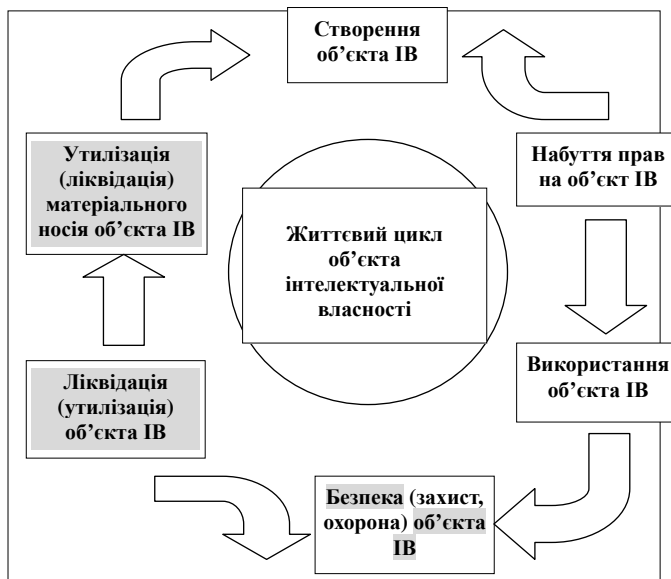 Створення
об’єкта ІВ
Утилізація
(ліквідація)
матеріального
носія об’єкта ІВ
Набуття прав
на об’єкт ІВ
Життєвий цикл
об’єкта
інтелектуальної
власності
Ліквідація
(утилізація)
об’єкта ІВ
Використання
об’єкта ІВ
Безпека (захист,
охорона) об’єкта
ІВ